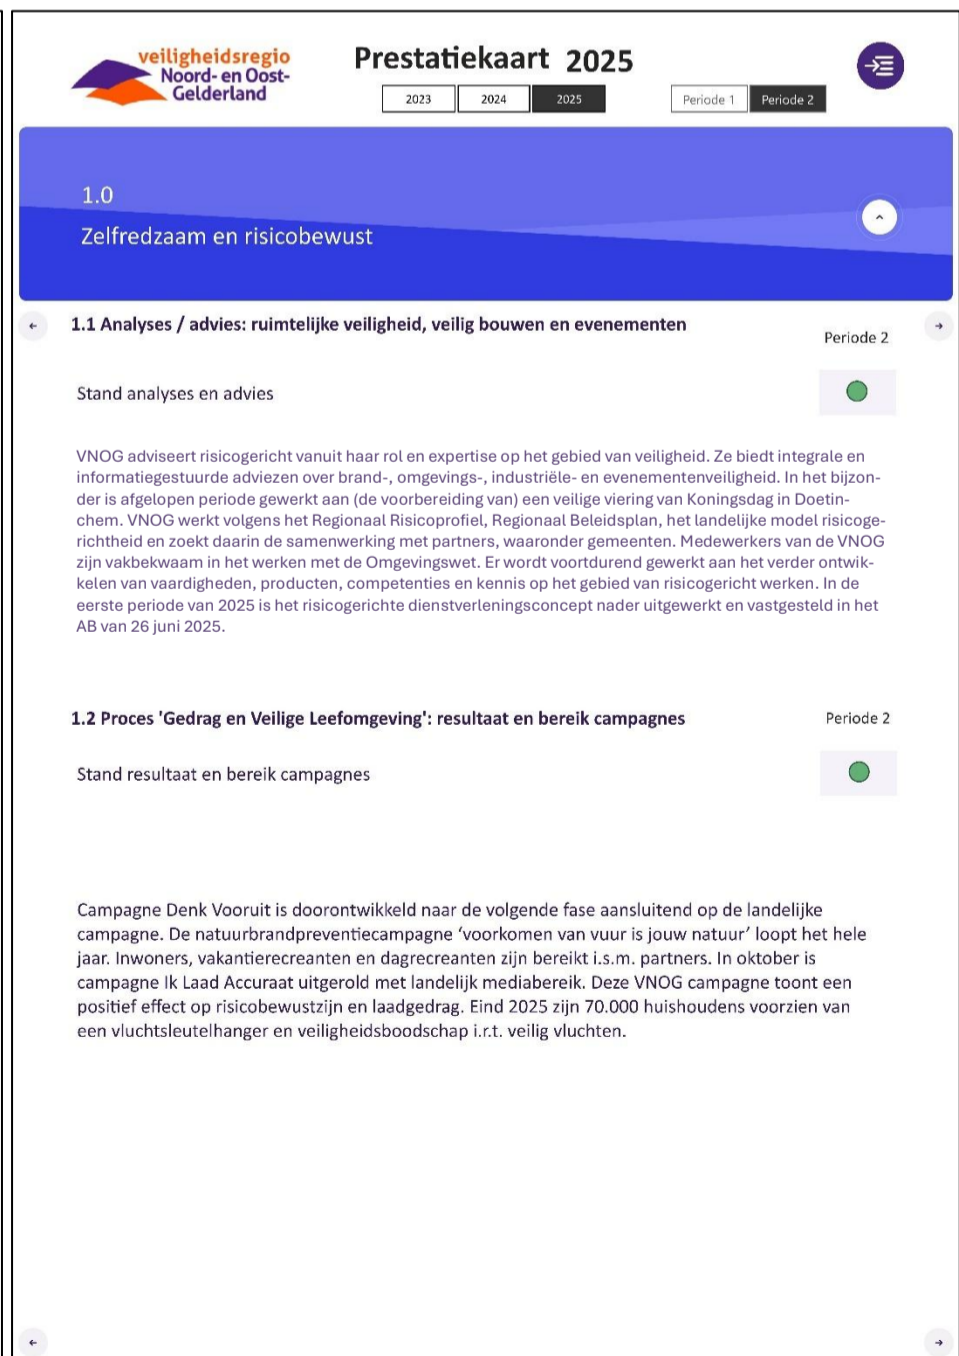 veiligheidsregio
Noord- en Oost-
Gelderland
Prestatiekaart 2025
2023 2024 2025 Periode 1 Periode 2
1.0
Zelfredzaam en risicobewust
1.1 Analyses / advies: ruimtelijke veiligheid, veilig bouwen en evenementen
Periode 2
Stand analyses en advies
VNOG adviseert risicogericht vanuit haar rol en expertise op het gebied van veiligheid. Ze biedt integrale en
informatiegestuurde adviezen over brand-, omgevings-, industriële- en evenementenveiligheid. In het bijzon-
der is afgelopen periode gewerkt aan (de voorbereiding van) een veilige viering van Koningsdag in Doetin-
chem. VNOG werkt volgens het Regionaal Risicoprofiel, Regionaal Beleidsplan, het landelijke model risicoge-
richtheid en zoekt daarin de samenwerking met partners, waaronder gemeenten. Medewerkers van de VNOG
zijn vakbekwaam in het werken met de Omgevingswet. Er wordt voortdurend gewerkt aan het verder ontwik-
kelen van vaardigheden, producten, competenties en kennis op het gebied van risicogericht werken. In de
eerste periode van 2025 is het risicogerichte dienstverleningsconcept nader uitgewerkt en vastgesteld in het
AB van 26 juni 2025.
1.2 Proces 'Gedrag en Veilige Leefomgeving': resultaat en bereik campagnes
Periode 2
Stand resultaat en bereik campagnes
Campagne Denk Vooruit is doorontwikkeld naar de volgende fase aansluitend op de landelijke
campagne. De natuurbrandpreventiecampagne ‘voorkomen van vuur is jouw natuur’ loopt het hele
jaar. Inwoners, vakantierecreanten en dagrecreanten zijn bereikt i.s.m. partners. In oktober is
campagne Ik Laad Accuraat uitgerold met landelijk mediabereik. Deze VNOG campagne toont een
positief effect op risicobewustzijn en laadgedrag. Eind 2025 zijn 70.000 huishoudens voorzien van
een vluchtsleutelhanger en veiligheidsboodschap i.r.t. veilig vluchten.